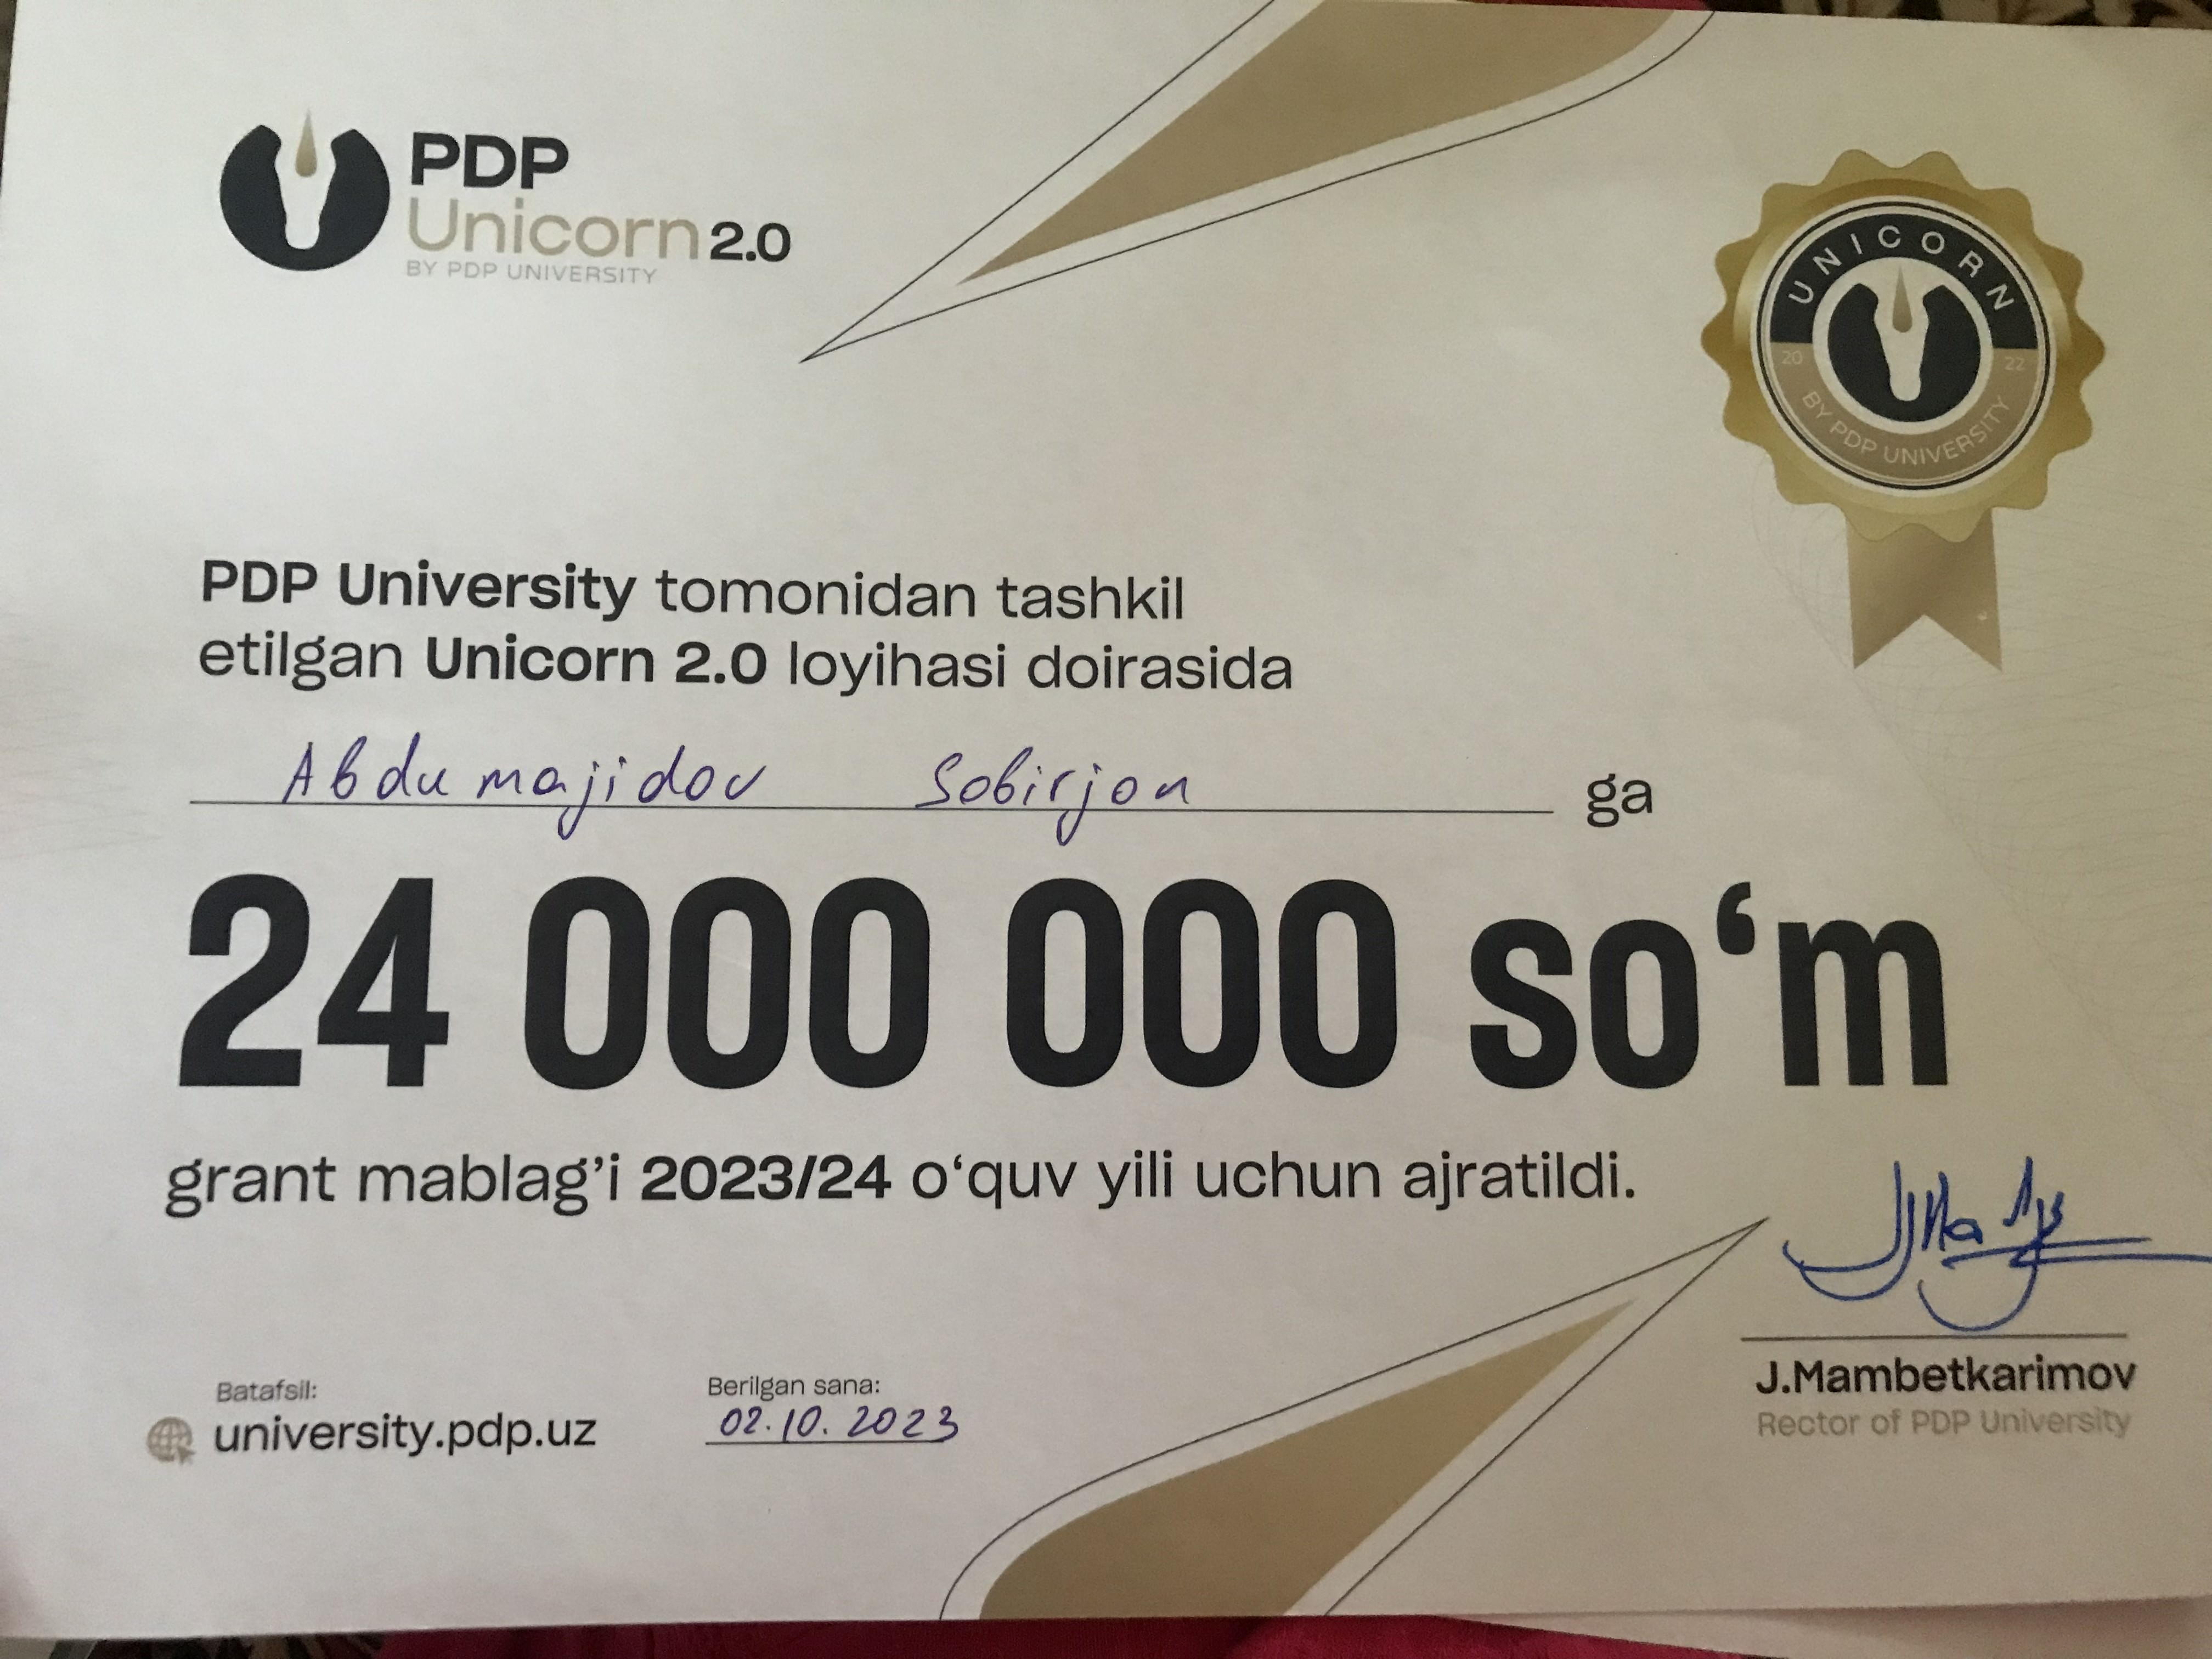 PDP
Unicorn 2.0
BY PDP UNIVERSITY
UNICORN
20 22
BY PDP UNIVERSITY
PDP University tomonidan tashkil
etilgan Unicorn 2.0 loyihasi doirasida
Abdumajidov Sobirjon ga
24 000 000 so‘m
grant mablag’i 2023/24 o‘quv yili uchun ajratildi.
Batafsil:
university.pdp.uz
Berilgan sana:
02.10.2023
J.Mambetkarimov
Rector of PDP University